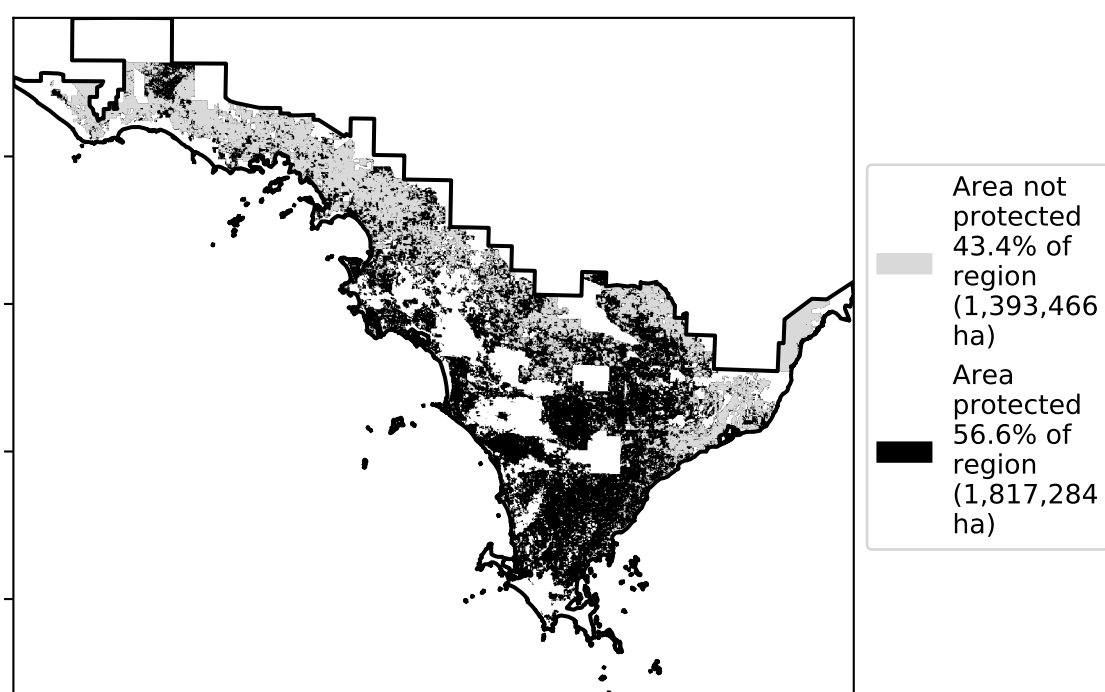 Area not
protected
43.4% of
region
(1,393,466
ha)
Area
protected
56.6% of
region
(1,817,284
ha)